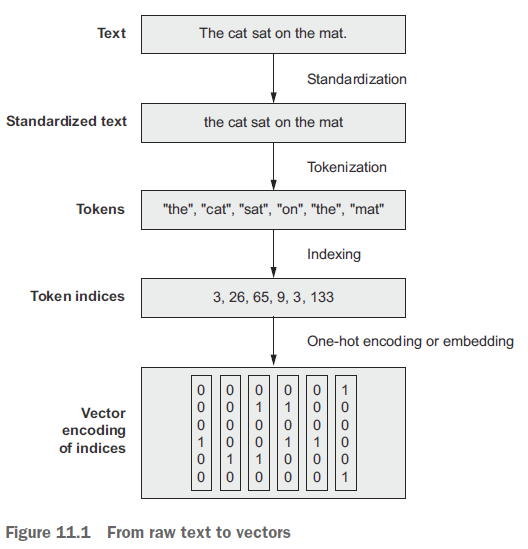 Text
The cat sat on the mat.
Standardization
Standardized text
the cat sat on the mat
Tokenization
Tokens
"the", "cat", "sat", "on", "the", "mat"
Indexing
Token indices
3, 26, 65, 9, 3, 133
One-hot encoding or embedding
Vector
encoding
of indices
0 0 0 0 0 1
0 0 1 1 0 0
0 0 0 0 0 0
1 0 0 1 1 0
0 1 1 0 0 0
0 0 0 0 0 1
Figure 11.1 From raw text to vectors